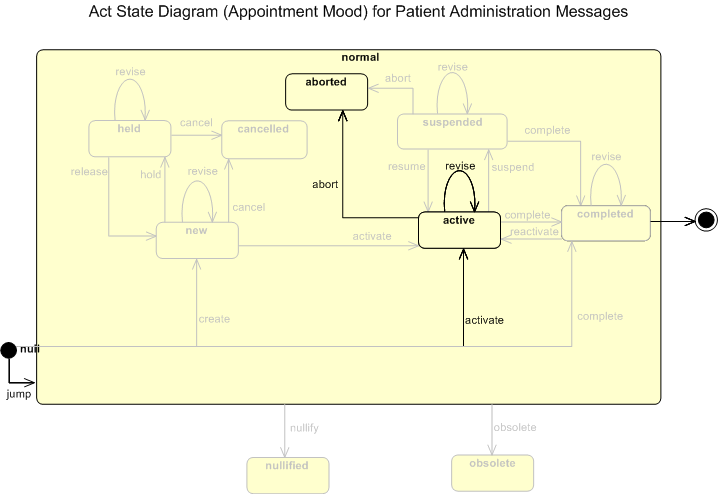 Act State Diagram (Appointment Mood) for Patient Administration Messages
normal
revise
aborted
abort
revise
held
cancel
cancelled
suspended
complete
release
hold
revise
resume
revise
suspend
revise
abort
cancel
new
active
complete
completed
reactivate
activate
create
activate
complete
null
jump
nullify
obsolete
nullified
obsolete